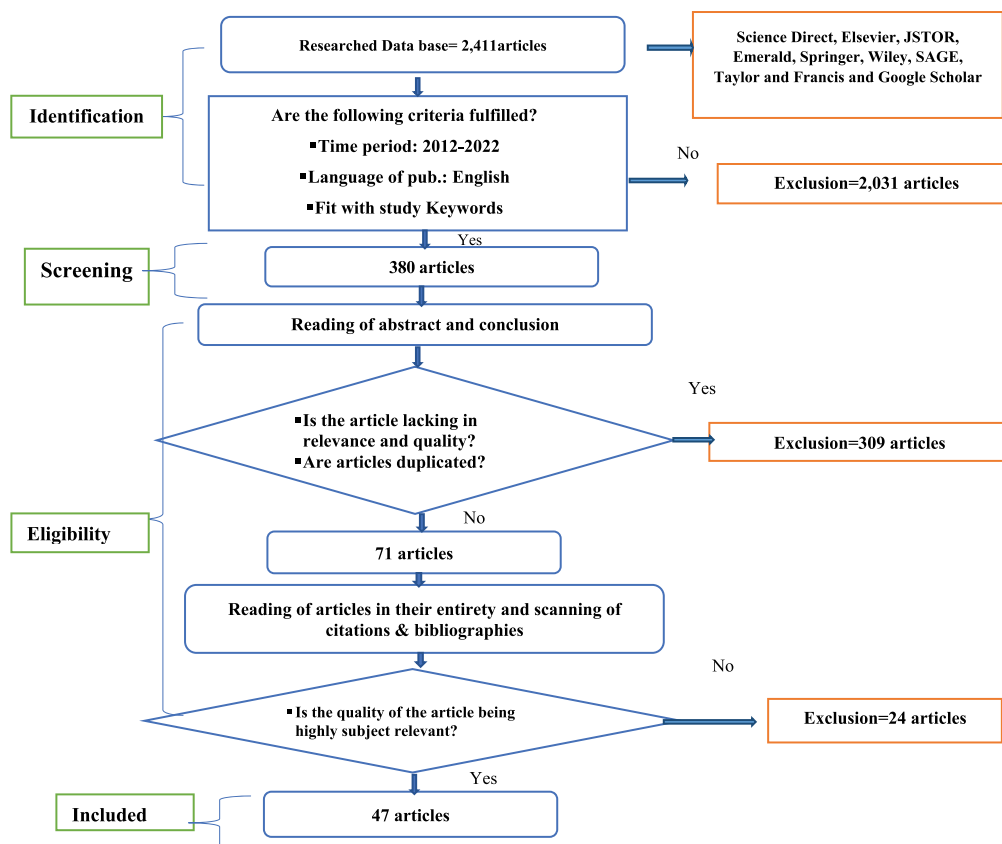 Researched Data base= 2,411articles
Science Direct, Elsevier, JSTOR,
Emerald, Springer, Wiley, SAGE,
Taylor and Francis and Google Scholar
Identification
Are the following criteria fulfilled?
▪Time period: 2012-2022
▪Language of pub.: English
▪Fit with study Keywords
No
Exclusion=2,031 articles
Yes
Screening
380 articles
Reading of abstract and conclusion
▪Is the article lacking in
relevance and quality?
▪Are articles duplicated?
Yes
Exclusion=309 articles
No
Eligibility
71 articles
Reading of articles in their entirety and scanning of
citations & bibliographies
▪Is the quality of the article being
highly subject relevant?
No
Exclusion=24 articles
Yes
Included
47 articles